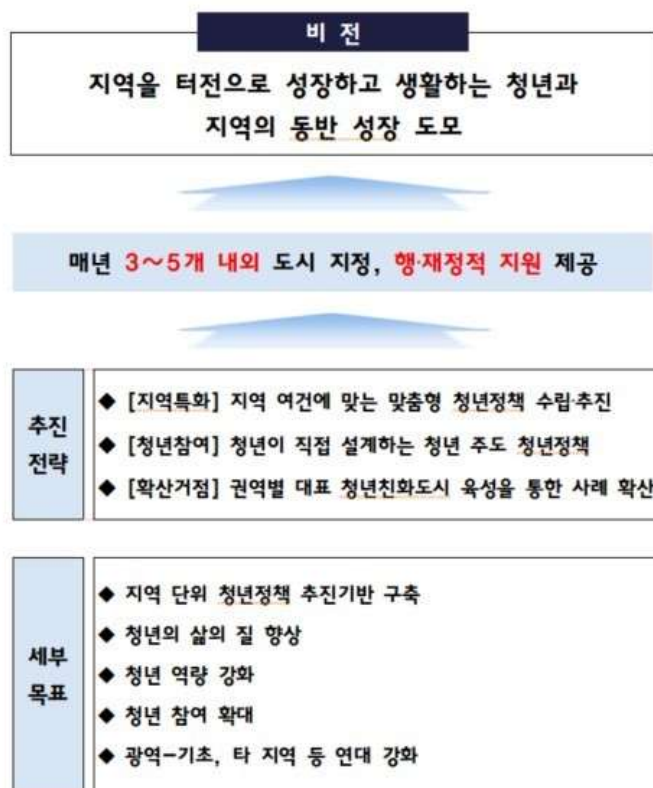 비 전
지역을 터전으로 성장하고 생활하는 청년과
지역의 동반 성장 도모
매년 3~5개 내외 도시 지정, 행·재정적 지원 제공
추진
전략
◆ [지역특화] 지역 여건에 맞는 맞춤형 청년정책 수립·추진
◆ [청년참여] 청년이 직접 설계하는 청년 주도 청년정책
◆ [확산거점] 권역별 대표 청년친화도시 육성을 통한 사례 확산
세부
목표
◆ 지역 단위 청년정책 추진기반 구축
◆ 청년의 삶의 질 향상
◆ 청년 역량 강화
◆ 청년 참여 확대
◆ 광역-기초, 타 지역 등 연대 강화